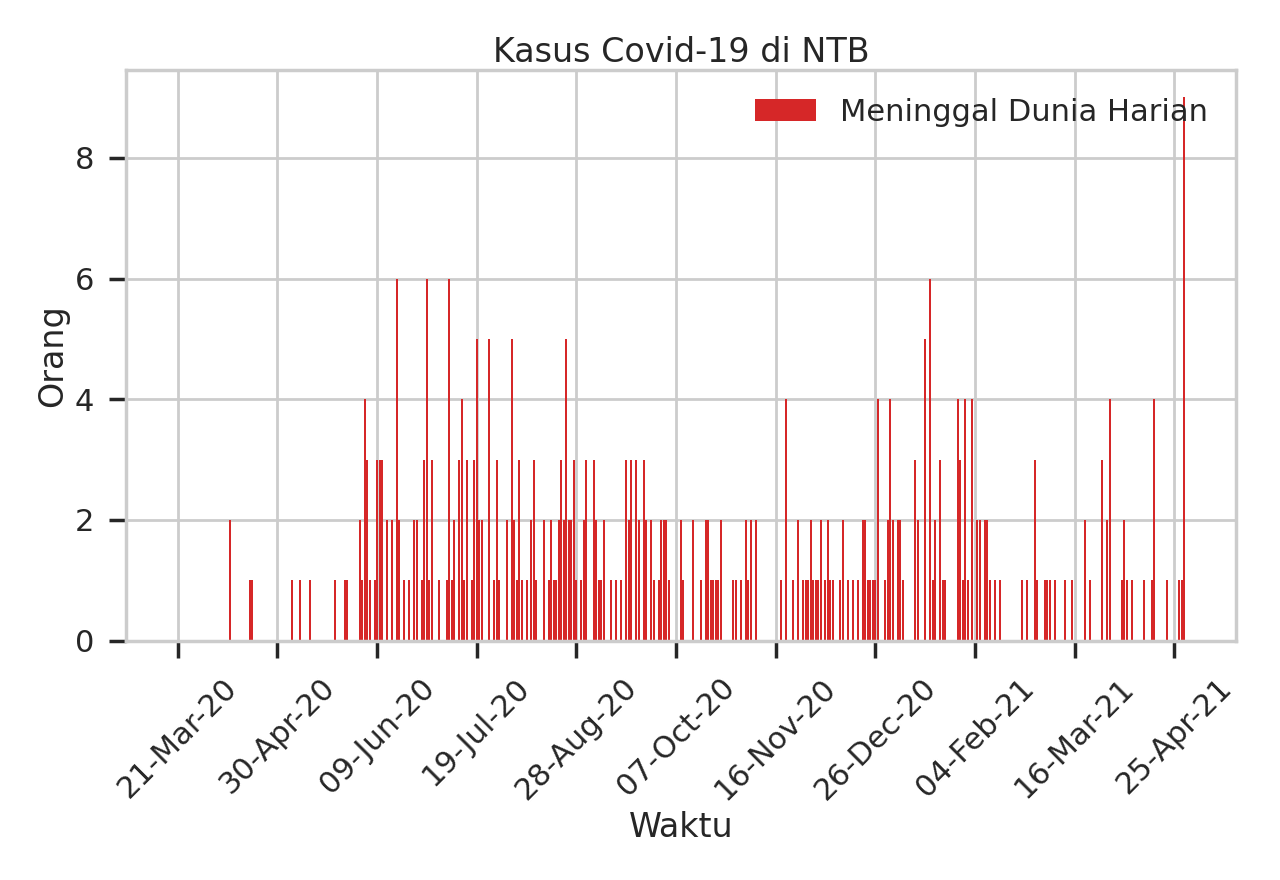 Kasus Covid-19 di NTB
Meninggal Dunia Harian
Orang
8
6
4
2
0
21-Mar-20
30-Apr-20
09-Jun-20
19-Jul-20
28-Aug-20
07-Oct-20
16-Nov-20
26-Dec-20
04-Feb-21
16-Mar-21
25-Apr-21
Waktu